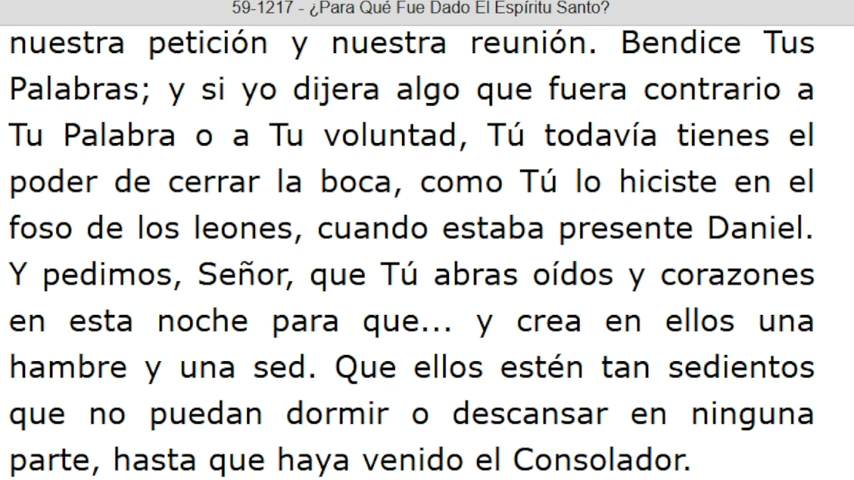 59-1217 - ¿Para Qué Fue Dado El Espíritu Santo?
nuestra petición y nuestra reunión. Bendice Tus
Palabras; y si yo dijera algo que fuera contrario a
Tu Palabra o a Tu voluntad, Tú todavía tienes el
poder de cerrar la boca, como Tú lo hiciste en el
foso de los leones, cuando estaba presente Daniel.
Y pedimos, Señor, que Tú abras oídos y corazones
en esta noche para que... y crea en ellos una
hambre y una sed. Que ellos estén tan sedientos
que no puedan dormir o descansar en ninguna
parte, hasta que haya venido el Consolador.